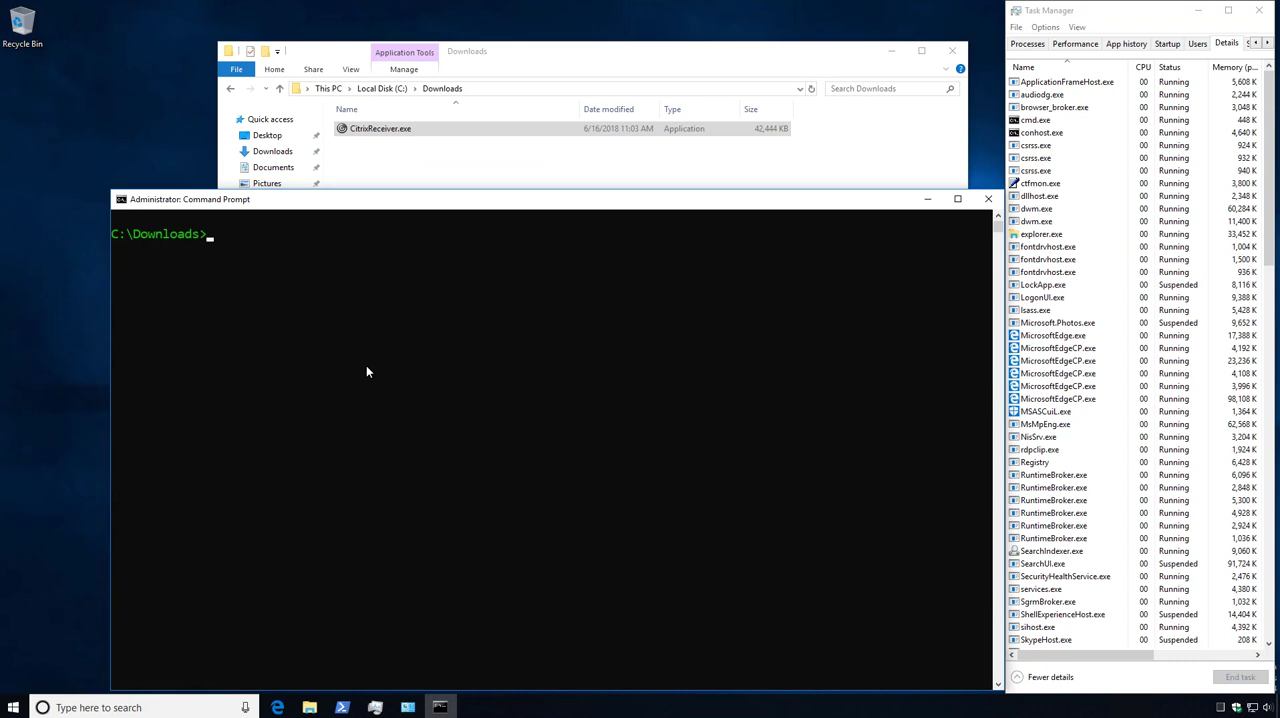 Recycle Bin
Application Tools
Downloads
File
Home
Share
View
Manage
This PC
Local Disk (C:)
Downloads
Search Downloads
Quick access
Desktop
Downloads
Documents
Pictures
Name
Date modified
Type
Size
CitrixReceiver.exe
6/16/2018 11:03 AM
Application
42,444 KB
Administrator: Command Prompt
C:\Downloads>
Task Manager
File
Options
View
Processes
Performance
App history
Startup
Users
Details
Name CPU Status Memory (p...
ApplicationFrameHost.exe 00 Running 5,608 K
audiodg.exe 00 Running 2,244 K
browser_broker.exe 00 Running 3,048 K
cmd.exe 00 Running 448 K
conhost.exe 00 Running 4,640 K
csrss.exe 00 Running 924 K
csrss.exe 00 Running 932 K
csrss.exe 00 Running 940 K
ctfmon.exe 00 Running 3,800 K
dllhost.exe 00 Running 2,348 K
dwm.exe 00 Running 60,284 K
dwm.exe 00 Running 11,400 K
explorer.exe 00 Running 33,452 K
fontdrvhost.exe 00 Running 1,004 K
fontdrvhost.exe 00 Running 1,500 K
fontdrvhost.exe 00 Running 936 K
LockApp.exe 00 Suspended 8,116 K
LogonUI.exe 00 Running 9,388 K
lsass.exe 00 Running 5,428 K
Microsoft.Photos.exe 00 Suspended 9,652 K
MicrosoftEdge.exe 00 Running 17,388 K
MicrosoftEdgeCP.exe 00 Running 4,192 K
MicrosoftEdgeCP.exe 00 Running 23,236 K
MicrosoftEdgeCP.exe 00 Running 4,108 K
MicrosoftEdgeCP.exe 00 Running 3,996 K
MicrosoftEdgeCP.exe 00 Running 98,108 K
MSASCuiL.exe 00 Running 1,364 K
MsMpEng.exe 00 Running 62,568 K
NisSrv.exe 00 Running 3,204 K
rdpclip.exe 00 Running 1,924 K
Registry 00 Running 6,428 K
RuntimeBroker.exe 00 Running 6,096 K
RuntimeBroker.exe 00 Running 2,848 K
RuntimeBroker.exe 00 Running 5,300 K
RuntimeBroker.exe 00 Running 4,928 K
RuntimeBroker.exe 00 Running 2,924 K
RuntimeBroker.exe 00 Running 1,036 K
SearchIndexer.exe 00 Running 9,060 K
SearchUI.exe 00 Suspended 91,724 K
SecurityHealthService.exe 00 Running 2,476 K
services.exe 00 Running 4,380 K
SgrmBroker.exe 00 Running 1,032 K
ShellExperienceHost.exe 00 Suspended 14,404 K
sihost.exe 00 Running 4,392 K
SkypeHost.exe 00 Suspended 208 K
Fewer details
End task
Type here to search